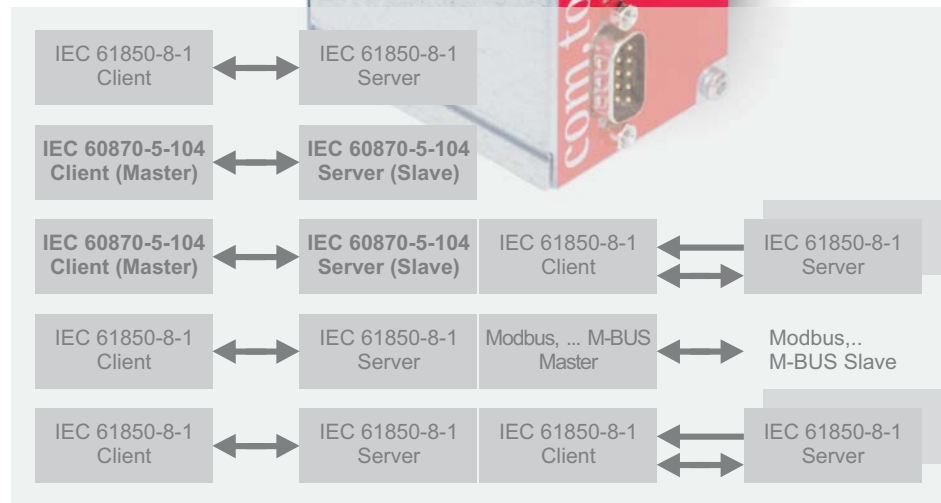 com.to
IEC 61850-8-1
Client
IEC 61850-8-1
Server
IEC 60870-5-104
Client (Master)
IEC 60870-5-104
Server (Slave)
IEC 60870-5-104
Client (Master)
IEC 60870-5-104
Server (Slave)
IEC 61850-8-1
Client
IEC 61850-8-1
Server
IEC 61850-8-1
Client
IEC 61850-8-1
Server
Modbus, ... M-BUS
Master
Modbus,..
M-BUS Slave
IEC 61850-8-1
Client
IEC 61850-8-1
Server
IEC 61850-8-1
Client
IEC 61850-8-1
Server